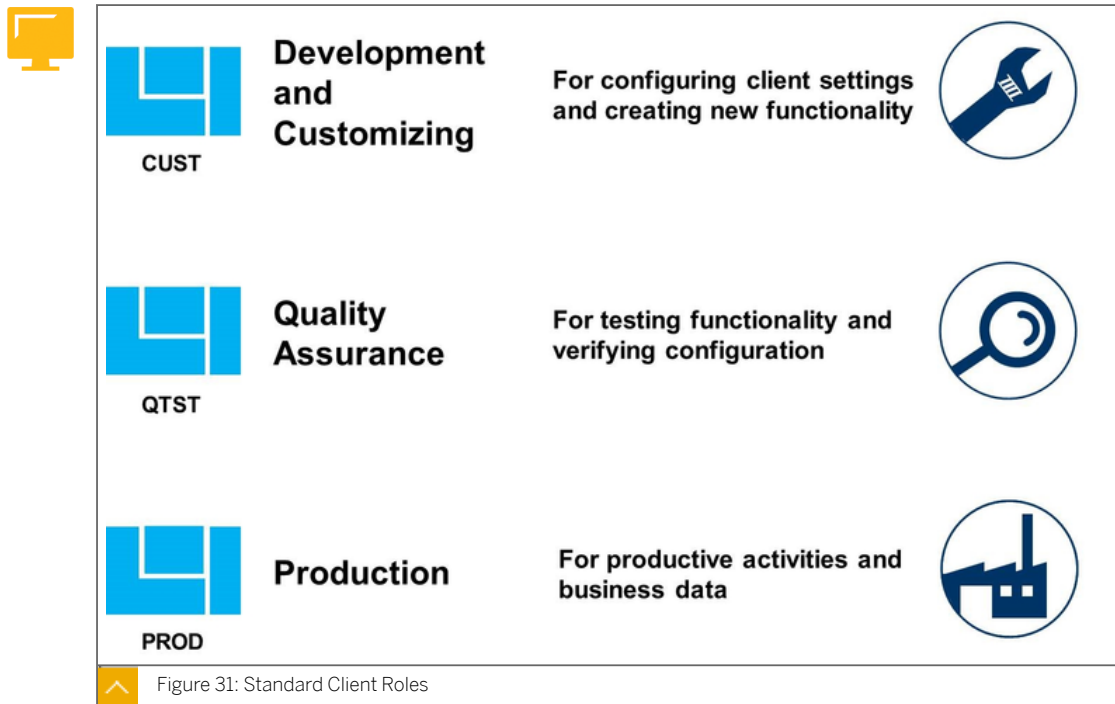 Development
and
Customizing
CUST
For configuring client settings
and creating new functionality
Quality
Assurance
QTST
For testing functionality and
verifying configuration
Production
PROD
For productive activities and
business data
Figure 31: Standard Client Roles